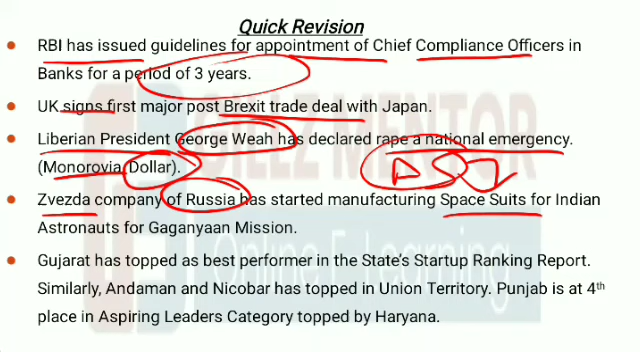 Quick Revision
• RBI has issued guidelines for appointment of Chief Compliance Officers in
Banks for a period of 3 years.
• UK signs first major post Brexit trade deal with Japan.
• Liberian President George Weah has declared rape a national emergency.
(Monorovia, Dollar).
• Zvezda company of Russia has started manufacturing Space Suits for Indian
Astronauts for Gaganyaan Mission.
• Gujarat has topped as best performer in the State's Startup Ranking Report.
Similarly, Andaman and Nicobar has topped in Union Territory. Punjab is at 4th
place in Aspiring Leaders Category topped by Haryana.